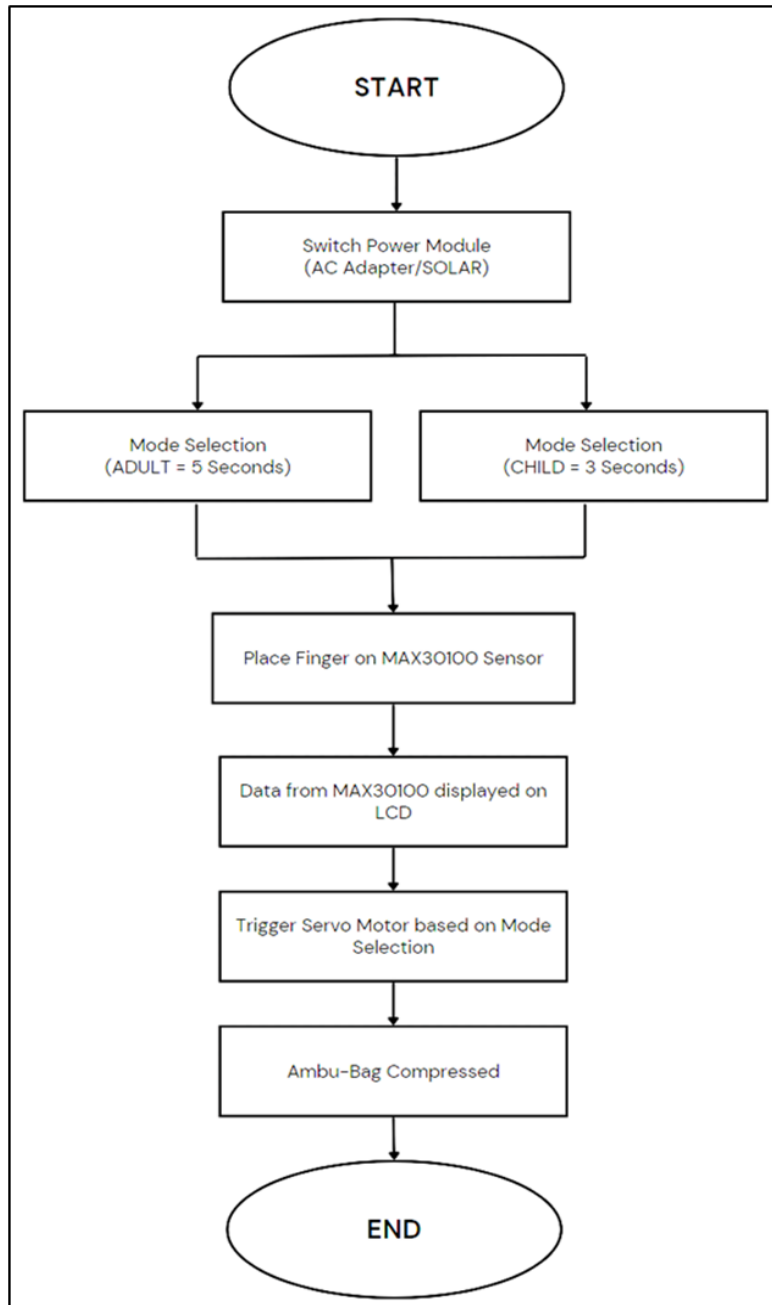 START
Switch Power Module
(AC Adapter/SOLAR)
Mode Selection
(ADULT = 5 Seconds)
Mode Selection
(CHILD = 3 Seconds)
Place Finger on MAX30100 Sensor
Data from MAX30100 displayed on
LCD
Trigger Servo Motor based on Mode
Selection
Ambu-Bag Compressed
END